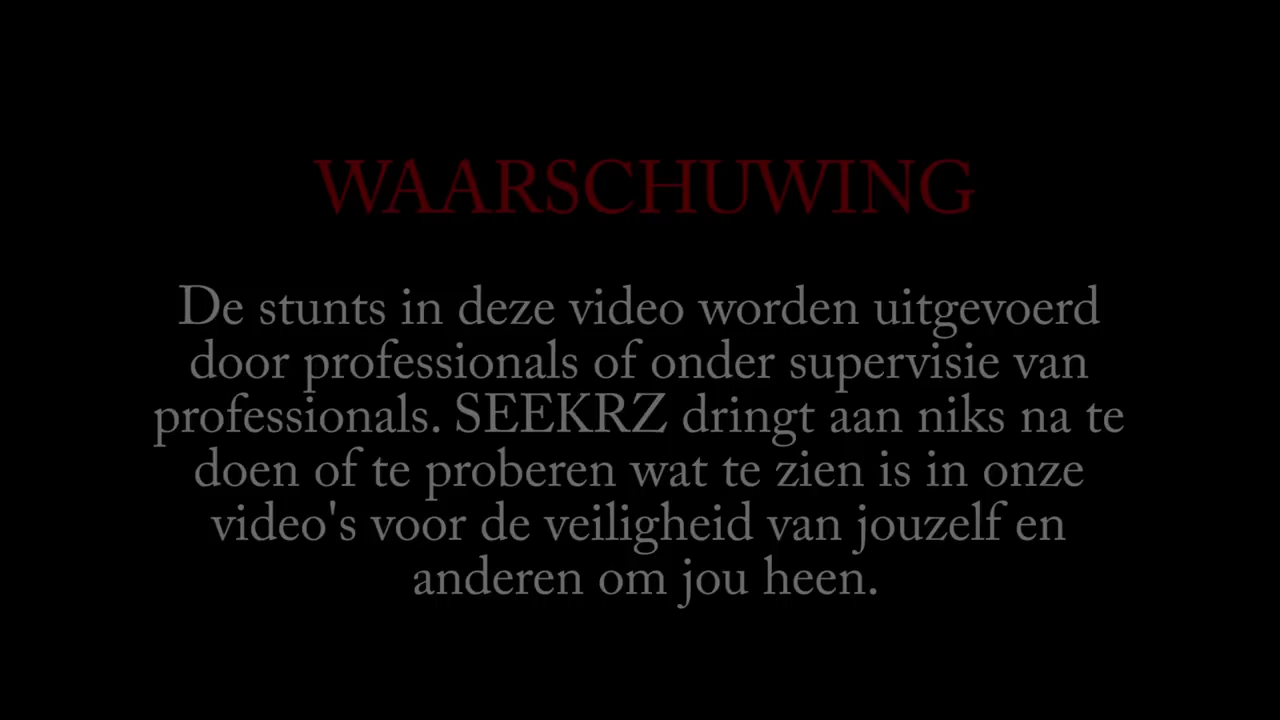 WAARSCHUWING
De stunts in deze video worden uitgevoerd
door professionals of onder supervisie van
professionals. SEEKRZ dringt aan niks na te
doen of te proberen wat te zien is in onze
video's voor de veiligheid van jouzelf en
anderen om jou heen.